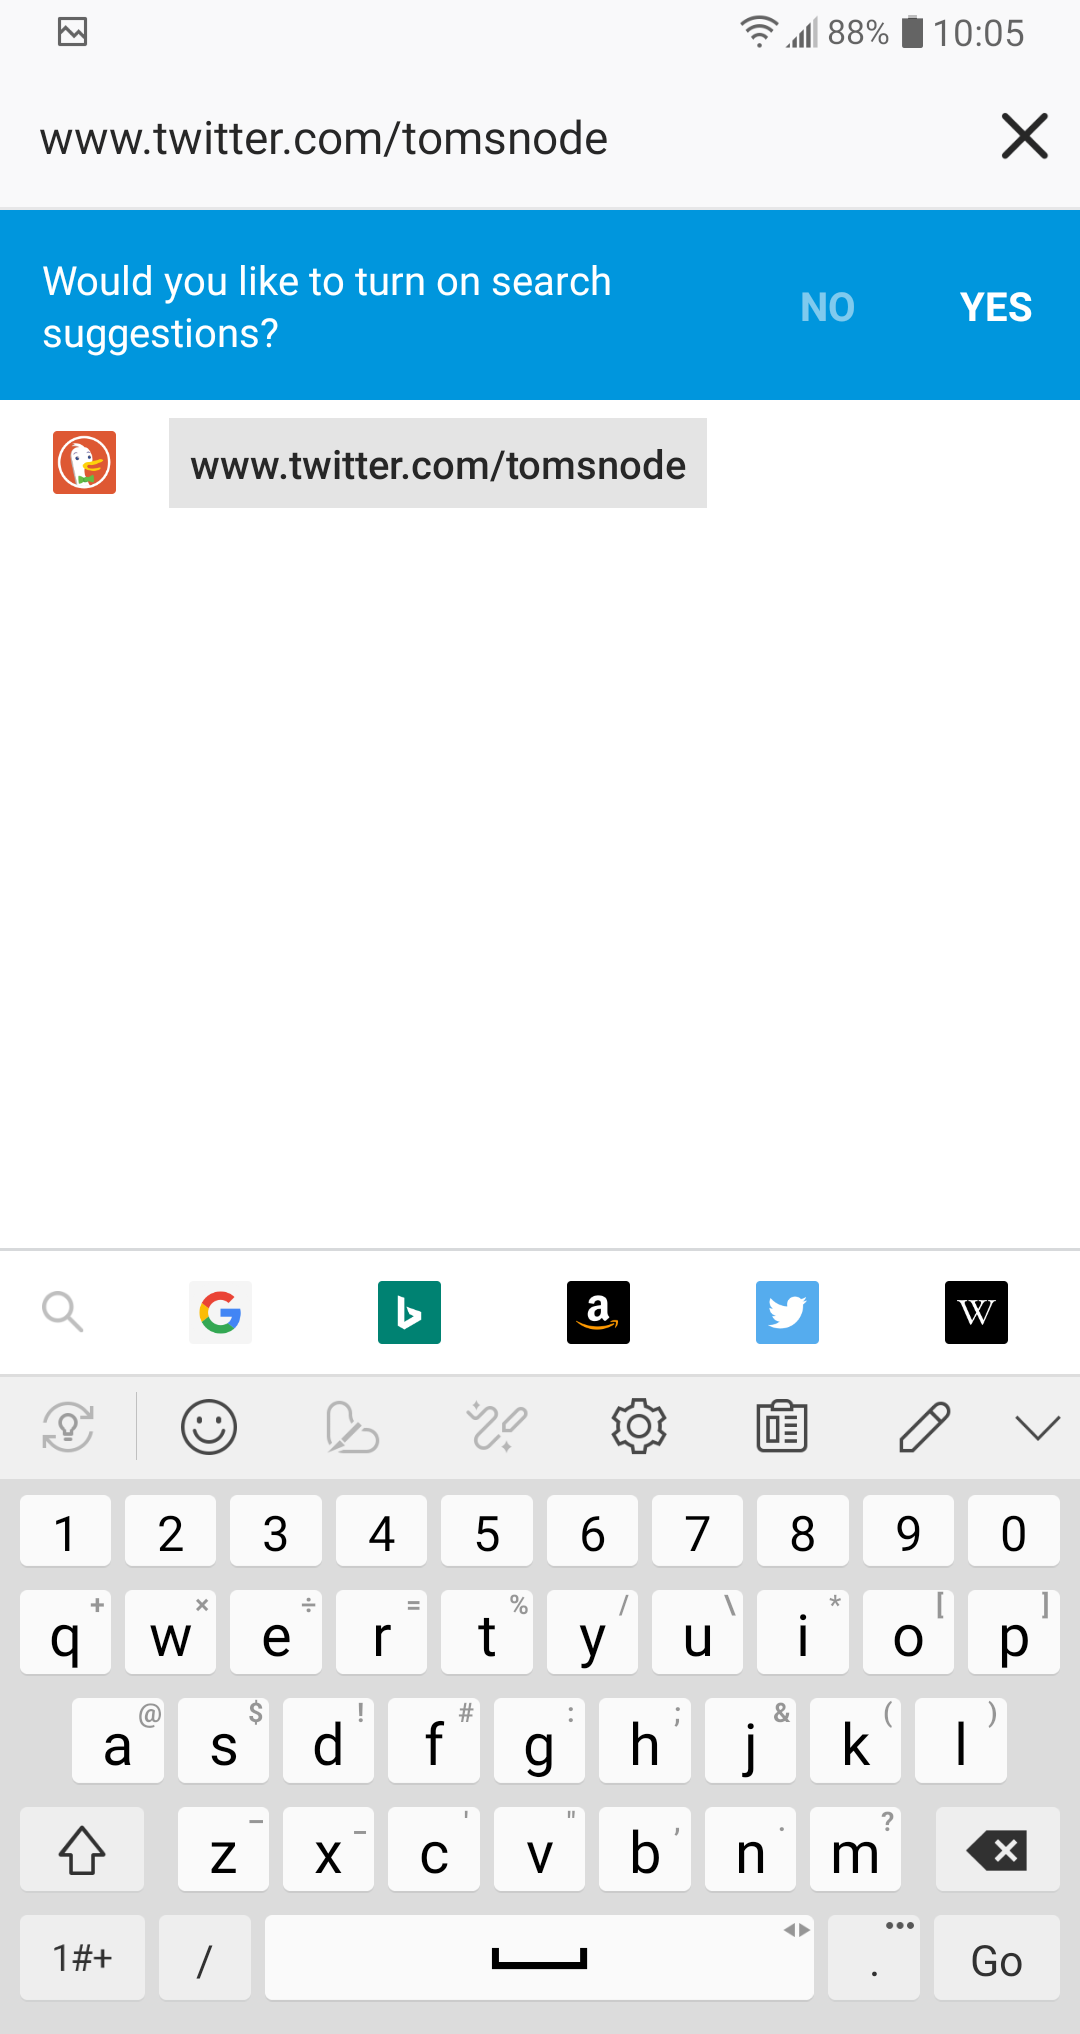 88% 10:05
www.twitter.com/tomsnode
Would you like to turn on search
suggestions?
NO YES
www.twitter.com/tomsnode
G b a W
1 2 3 4 5 6 7 8 9 0
+ × ÷ = % / \ * [ ]
q w e r t y u i o p
@ $ ! # : ; & ( )
a s d f g h j k l
– _ ' " , . ?
z x c v b n m
1#+ / . Go